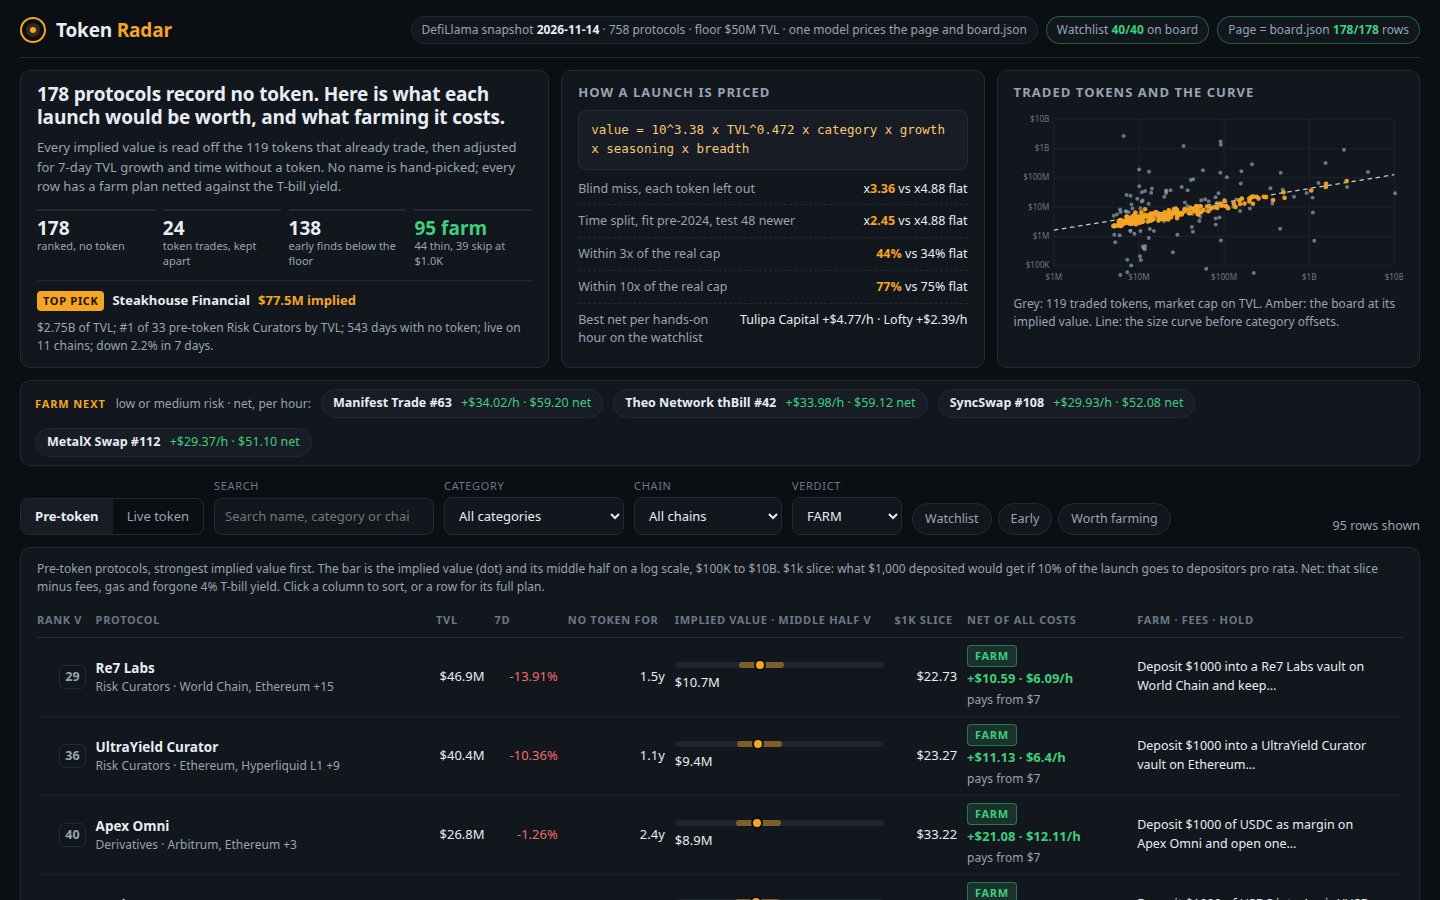 Token Radar
DefiLlama snapshot 2026-11-14 · 758 protocols · floor $50M TVL · one model prices the page and board.json
Watchlist 40/40 on board
Page = board.json 178/178 rows
178 protocols record no token. Here is what each
launch would be worth, and what farming it costs.
Every implied value is read off the 119 tokens that already trade, then adjusted
for 7-day TVL growth and time without a token. No name is hand-picked; every
row has a farm plan netted against the T-bill yield.
178
ranked, no token
24
token trades, kept
apart
138
early finds below the
floor
95 farm
44 thin, 39 skip at
$1.0K
TOP PICK Steakhouse Financial $77.5M implied
$2.75B of TVL; #1 of 33 pre-token Risk Curators by TVL; 543 days with no token; live on
11 chains; down 2.2% in 7 days.
HOW A LAUNCH IS PRICED
value = 10^3.38 x TVL^0.472 x category x growth
x seasoning x breadth
Blind miss, each token left out x3.36 vs x4.88 flat
Time split, fit pre-2024, test 48 newer x2.45 vs x4.88 flat
Within 3x of the real cap 44% vs 34% flat
Within 10x of the real cap 77% vs 75% flat
Best net per hands-on
hour on the watchlist
Tulipa Capital +$4.77/h · Lofty +$2.39/h
TRADED TOKENS AND THE CURVE
$10B
$1B
$100M
$10M
$1M
$100K
$1M $10M $100M $1B $10B
Grey: 119 traded tokens, market cap on TVL. Amber: the board at its
implied value. Line: the size curve before category offsets.
FARM NEXT low or medium risk · net, per hour:
Manifest Trade #63 +$34.02/h · $59.20 net
Theo Network thBill #42 +$33.98/h · $59.12 net
SyncSwap #108 +$29.93/h · $52.08 net
MetalX Swap #112 +$29.37/h · $51.10 net
SEARCH CATEGORY CHAIN VERDICT
Pre-token Live token Search name, category or chai All categories All chains FARM Watchlist Early Worth farming 95 rows shown
Pre-token protocols, strongest implied value first. The bar is the implied value (dot) and its middle half on a log scale, $100K to $10B. $1k slice: what $1,000 deposited would get if 10% of the launch goes to depositors pro rata. Net: that slice
minus fees, gas and forgone 4% T-bill yield. Click a column to sort, or a row for its full plan.
RANK V PROTOCOL TVL 7D NO TOKEN FOR IMPLIED VALUE · MIDDLE HALF V $1K SLICE NET OF ALL COSTS FARM · FEES · HOLD
29
Re7 Labs
Risk Curators · World Chain, Ethereum +15
$46.9M -13.91% 1.5y $10.7M $22.73
FARM
+$10.59 · $6.09/h
pays from $7
Deposit $1000 into a Re7 Labs vault on
World Chain and keep...
36
UltraYield Curator
Risk Curators · Ethereum, Hyperliquid L1 +9
$40.4M -10.36% 1.1y $9.4M $23.27
FARM
+$11.13 · $6.4/h
pays from $7
Deposit $1000 into a UltraYield Curator
vault on Ethereum...
40
Apex Omni
Derivatives · Arbitrum, Ethereum +3
$26.8M -1.26% 2.4y $8.9M $33.22
FARM
+$21.08 · $12.11/h
pays from $7
Deposit $1000 of USDC as margin on
Apex Omni and open one...
FARM